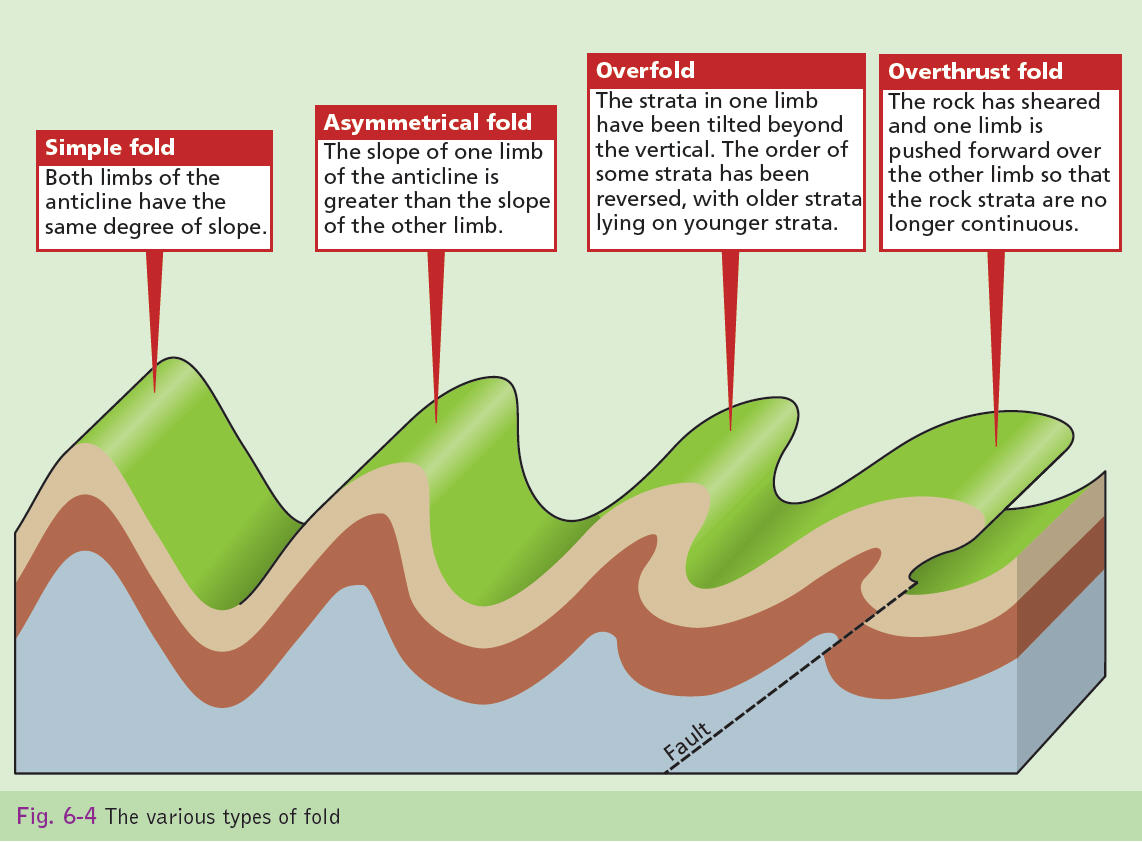 Simple fold
Both limbs of the
anticline have the
same degree of slope.
Asymmetrical fold
The slope of one limb
of the anticline is
greater than the slope
of the other limb.
Overfold
The strata in one limb
have been tilted beyond
the vertical. The order of
some strata has been
reversed, with older strata
lying on younger strata.
Overthrust fold
The rock has sheared
and one limb is
pushed forward over
the other limb so that
the rock strata are no
longer continuous.
Fault
Fig. 6-4 The various types of fold